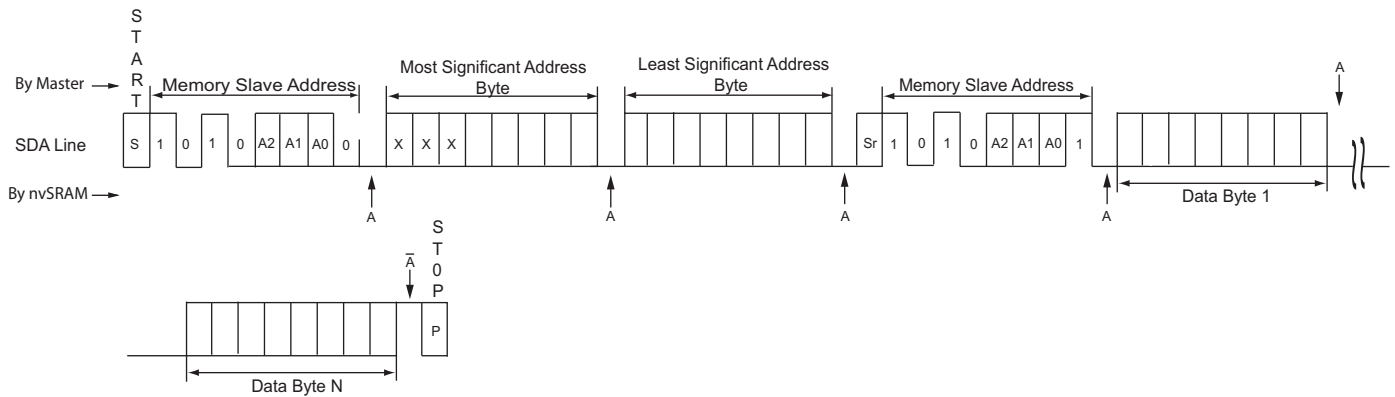 START
By Master
Memory Slave Address
Most Significant Address
Byte
Least Significant Address
Byte
Memory Slave Address
A
SDA Line
S 1 0 1 0 A2 A1 A0 0
X X X
Sr 1 0 1 0 A2 A1 A0 1
By nvSRAM
A
A
A
A
Data Byte 1
ST0P
A̅
P
Data Byte N